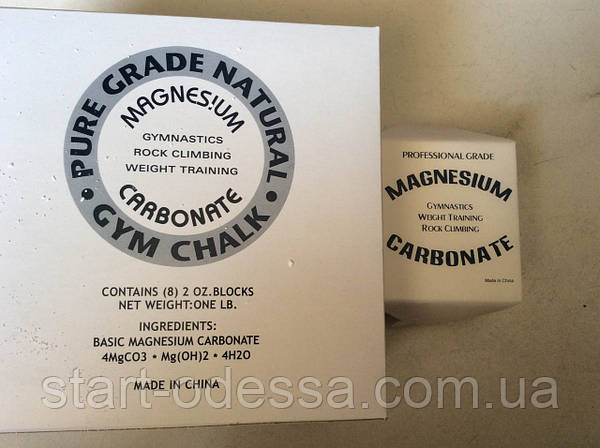 • PURE GRADE NATURAL •
MAGNESIUM
GYMNASTICS
ROCK CLIMBING
WEIGHT TRAINING
CARBONATE
GYM CHALK
CONTAINS (8) 2 OZ.BLOCKS
NET WEIGHT:ONE LB.
INGREDIENTS:
BASIC MAGNESIUM CARBONATE
4MgCO3 • Mg(OH)2 • 4H2O
MADE IN CHINA
PROFESSIONAL GRADE
MAGNESIUM
GYMNASTICS
WEIGHT TRAINING
ROCK CLIMBING
CARBONATE
Made in China
start-odessa.com.ua